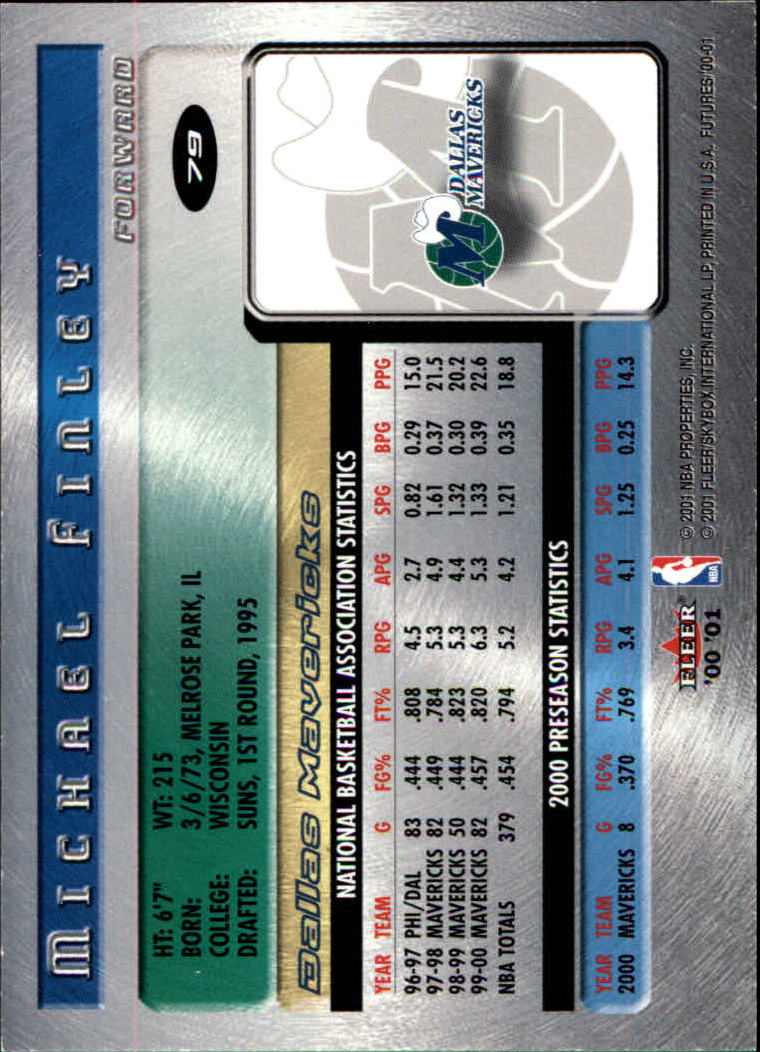 MICHAEL FINLEY
FORWARD
HT: 6'7" WT: 215
BORN: 3/6/73, MELROSE PARK, IL
COLLEGE: WISCONSIN
DRAFTED: SUNS, 1ST ROUND, 1995
79
Dallas Mavericks
DALLAS
MAVERICKS
M
NATIONAL BASKETBALL ASSOCIATION STATISTICS
YEAR TEAM G FG% FT% RPG APG SPG BPG PPG
96-97 PHI/DAL 83 .444 .808 4.5 2.7 0.82 0.29 15.0
97-98 MAVERICKS 82 .449 .784 5.3 4.9 1.61 0.37 21.5
98-99 MAVERICKS 50 .444 .823 5.3 4.4 1.32 0.30 20.2
99-00 MAVERICKS 82 .457 .820 6.3 5.3 1.33 0.39 22.6
NBA TOTALS 379 .454 .794 5.2 4.2 1.21 0.35 18.8
2000 PRESEASON STATISTICS
YEAR TEAM G FG% FT% RPG APG SPG BPG PPG
2000 MAVERICKS 8 .370 .769 3.4 4.1 1.25 0.25 14.3
FLEER®
'00 '01
NBA
© 2001 NBA PROPERTIES, INC.
© 2001 FLEER/SKYBOX INTERNATIONAL LP, PRINTED IN U.S.A. FUTURES '00-01